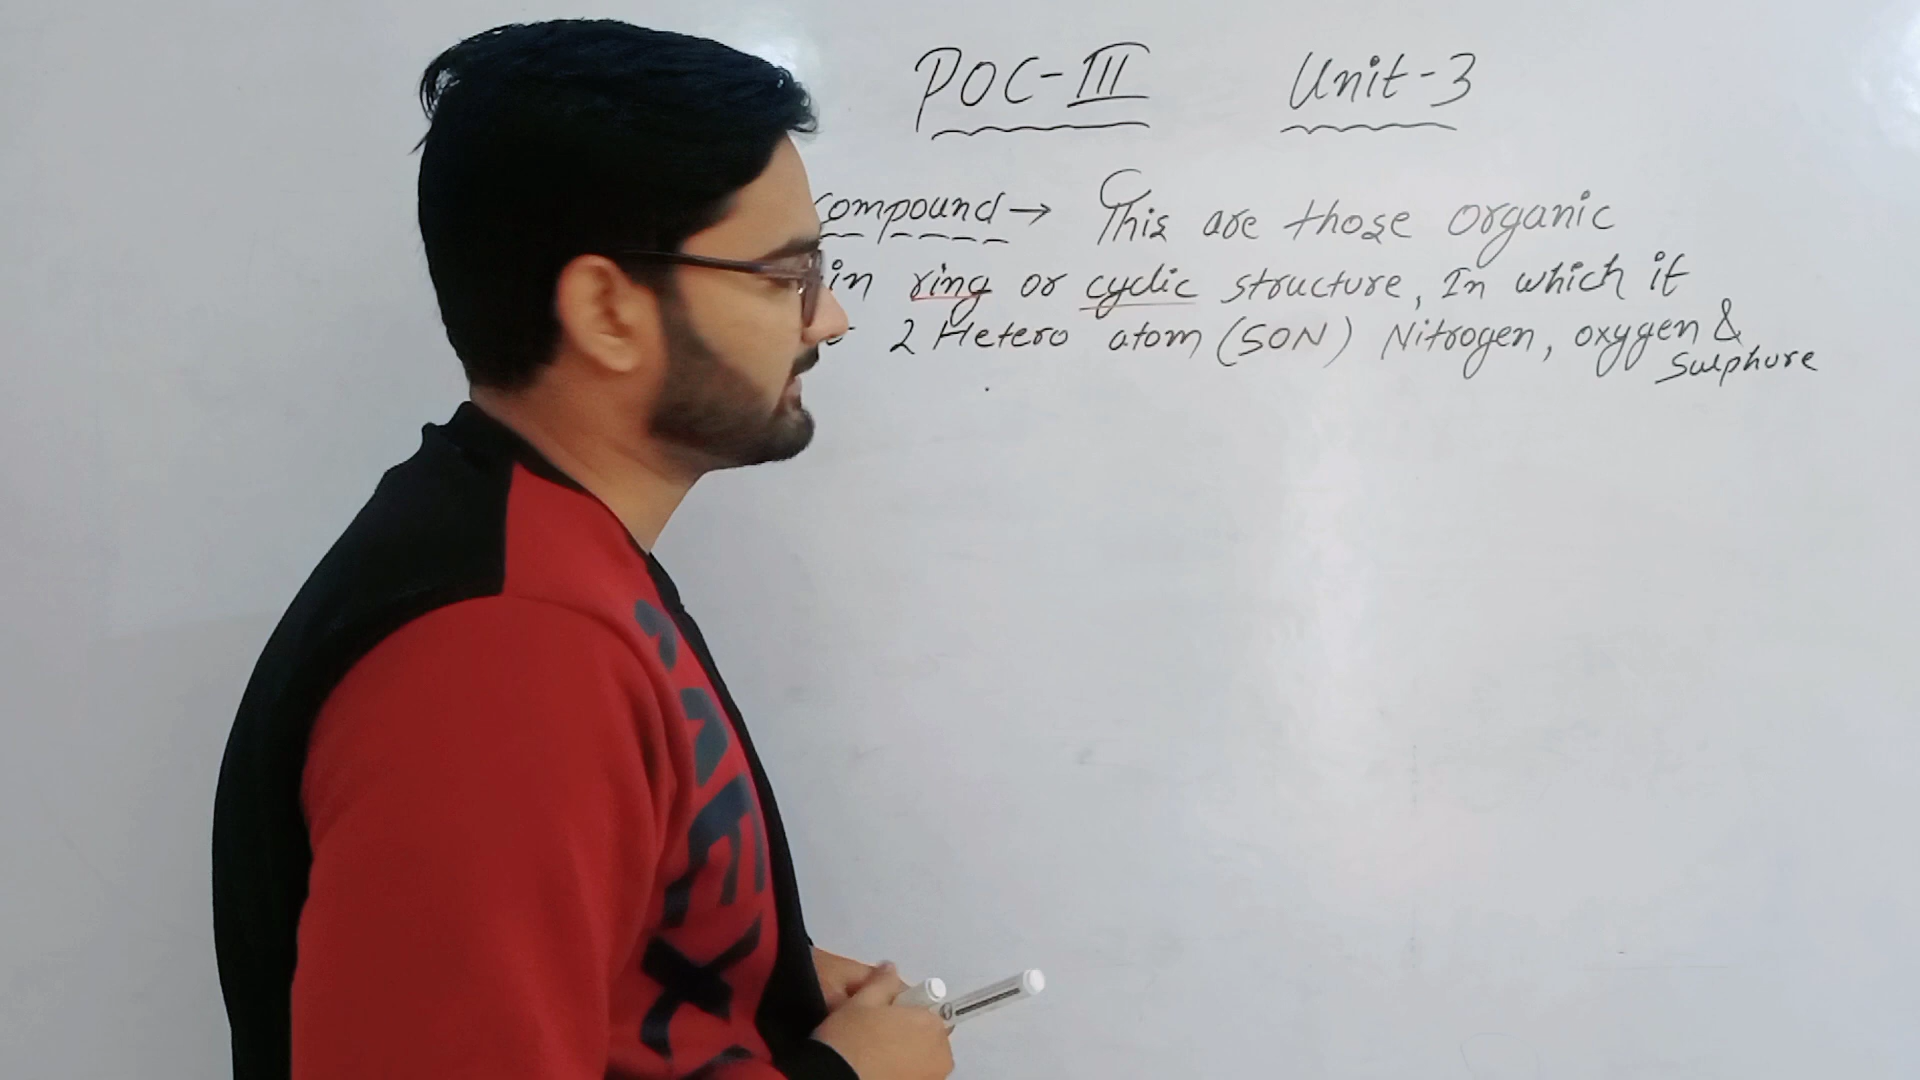 POC-III Unit-3
compound → This are those organic
in ring or cyclic structure, In which it
2 Hetero atom (SON) Nitrogen, oxygen &
Sulphure